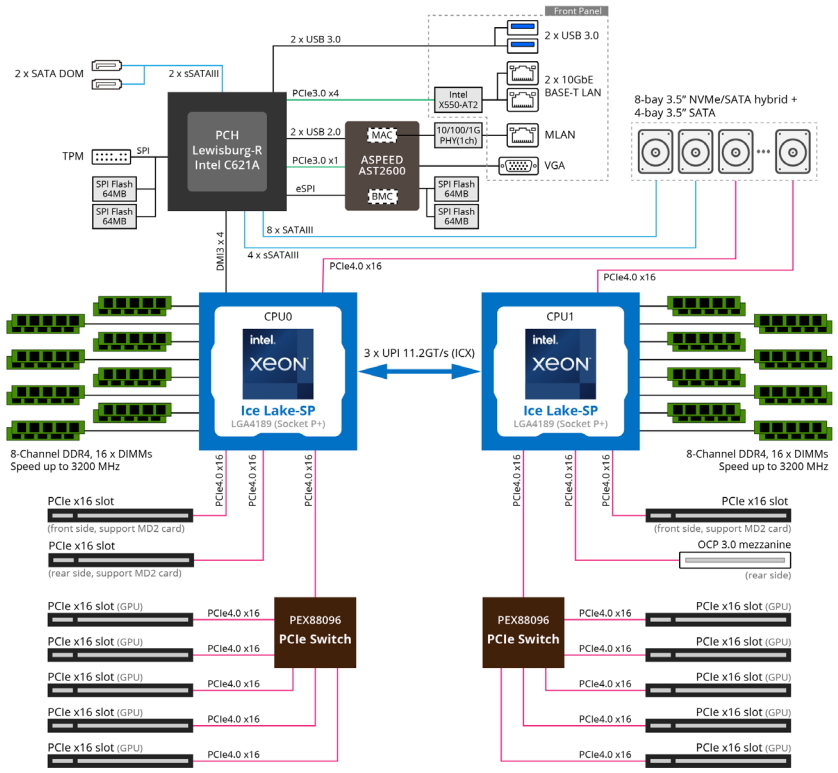 Front Panel
2 x USB 3.0
2 x USB 3.0
2 x SATA DOM
2 x sSATAIII
PCIe3.0 x4
Intel
X550-AT2
2 x 10GbE
BASE-T LAN
8-bay 3.5” NVMe/SATA hybrid +
4-bay 3.5” SATA
PCH
Lewisburg-R
Intel C621A
2 x USB 2.0
MAC
10/100/1G
PHY(1ch)
MLAN
TPM
SPI
PCIe3.0 x1
ASPEED
AST2600
VGA
SPI Flash
64MB
SPI Flash
64MB
eSPI
BMC
SPI Flash
64MB
SPI Flash
64MB
8 x SATAIII
4 x sSATAIII
DMI3 x 4
PCIe4.0 x16
PCIe4.0 x16
CPU0
intel.
xeon
Ice Lake-SP
LGA4189 (Socket P+)
3 x UPI 11.2GT/s (ICX)
CPU1
intel.
xeon
Ice Lake-SP
LGA4189 (Socket P+)
8-Channel DDR4, 16 x DIMMs
Speed up to 3200 MHz
8-Channel DDR4, 16 x DIMMs
Speed up to 3200 MHz
PCIe4.0 x16
PCIe4.0 x16
PCIe4.0 x16
PCIe4.0 x16
PCIe4.0 x16
PCIe4.0 x16
PCIe x16 slot
(front side, support MD2 card)
PCIe x16 slot
(rear side, support MD2 card)
PCIe x16 slot
(front side, support MD2 card)
OCP 3.0 mezzanine
(rear side)
PCIe x16 slot (GPU)
PCIe4.0 x16
PCIe x16 slot (GPU)
PCIe4.0 x16
PCIe x16 slot (GPU)
PCIe4.0 x16
PCIe x16 slot (GPU)
PCIe4.0 x16
PCIe x16 slot (GPU)
PCIe4.0 x16
PEX88096
PCIe Switch
PEX88096
PCIe Switch
PCIe4.0 x16
PCIe x16 slot (GPU)
PCIe4.0 x16
PCIe x16 slot (GPU)
PCIe4.0 x16
PCIe x16 slot (GPU)
PCIe4.0 x16
PCIe x16 slot (GPU)
PCIe4.0 x16
PCIe x16 slot (GPU)